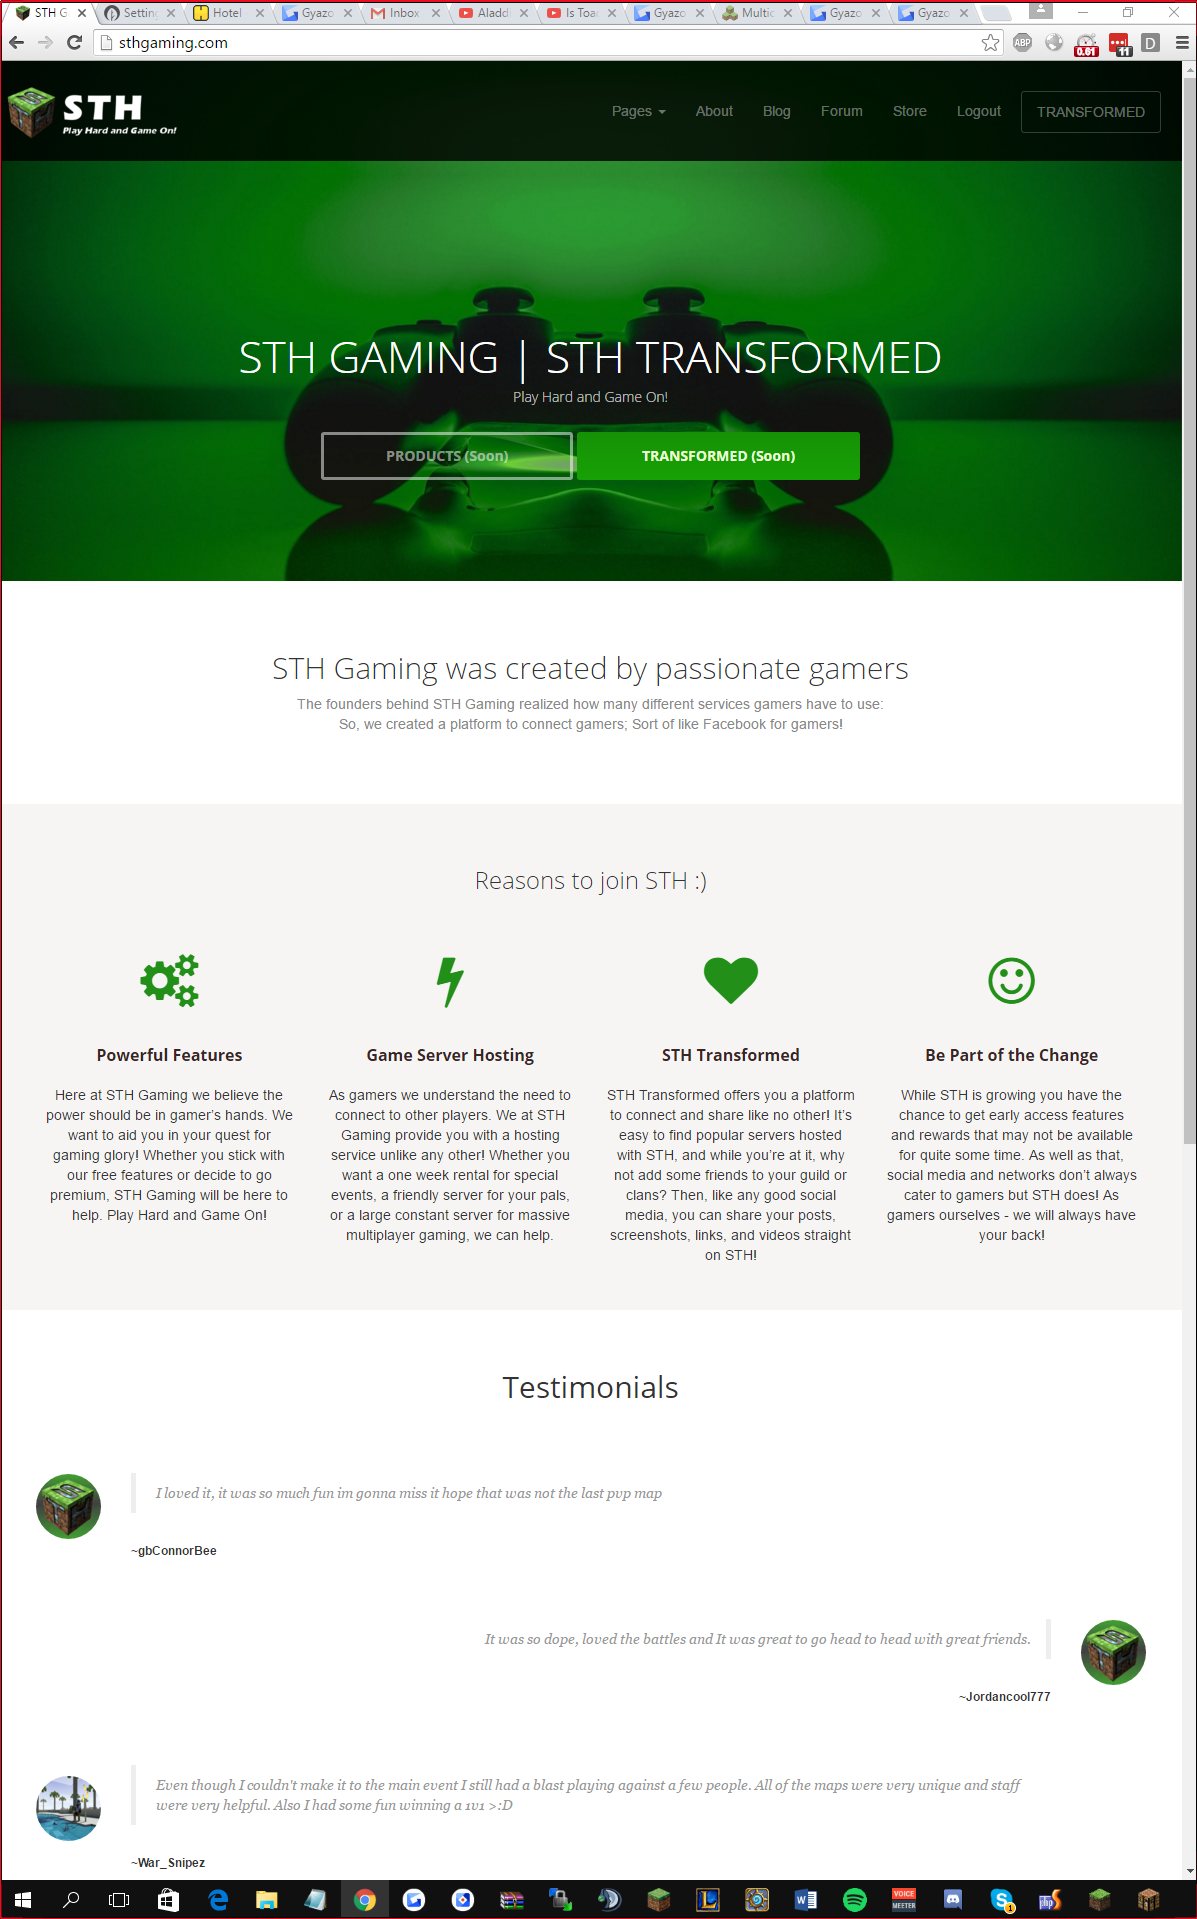 STH G
Setting
Hotel
Gyazo
Inbox
Aladd
Is Toad
Gyazo
Multic
Gyazo
Gyazo
sthgaming.com
ABP
0.61
11
D
STH
Play Hard and Game On!
Pages
About
Blog
Forum
Store
Logout
TRANSFORMED
STH GAMING | STH TRANSFORMED
Play Hard and Game On!
PRODUCTS (Soon)
TRANSFORMED (Soon)
STH Gaming was created by passionate gamers
The founders behind STH Gaming realized how many different services gamers have to use:
So, we created a platform to connect gamers; Sort of like Facebook for gamers!
Reasons to join STH :)
Powerful Features
Here at STH Gaming we believe the
power should be in gamer’s hands. We
want to aid you in your quest for
gaming glory! Whether you stick with
our free features or decide to go
premium, STH Gaming will be here to
help. Play Hard and Game On!
Game Server Hosting
As gamers we understand the need to
connect to other players. We at STH
Gaming provide you with a hosting
service unlike any other! Whether you
want a one week rental for special
events, a friendly server for your pals,
or a large constant server for massive
multiplayer gaming, we can help.
STH Transformed
STH Transformed offers you a platform
to connect and share like no other! It’s
easy to find popular servers hosted
with STH, and while you’re at it, why
not add some friends to your guild or
clans? Then, like any good social
media, you can share your posts,
screenshots, links, and videos straight
on STH!
Be Part of the Change
While STH is growing you have the
chance to get early access features
and rewards that may not be available
for quite some time. As well as that,
social media and networks don’t always
cater to gamers but STH does! As
gamers ourselves - we will always have
your back!
Testimonials
I loved it, it was so much fun im gonna miss it hope that was not the last pvp map
~gbConnorBee
It was so dope, loved the battles and It was great to go head to head with great friends.
~Jordancool777
Even though I couldn't make it to the main event I still had a blast playing against a few people. All of the maps were very unique and staff
were very helpful. Also I had some fun winning a 1v1 >:D
~War_Snipez
VOICE
MEETER
1
php